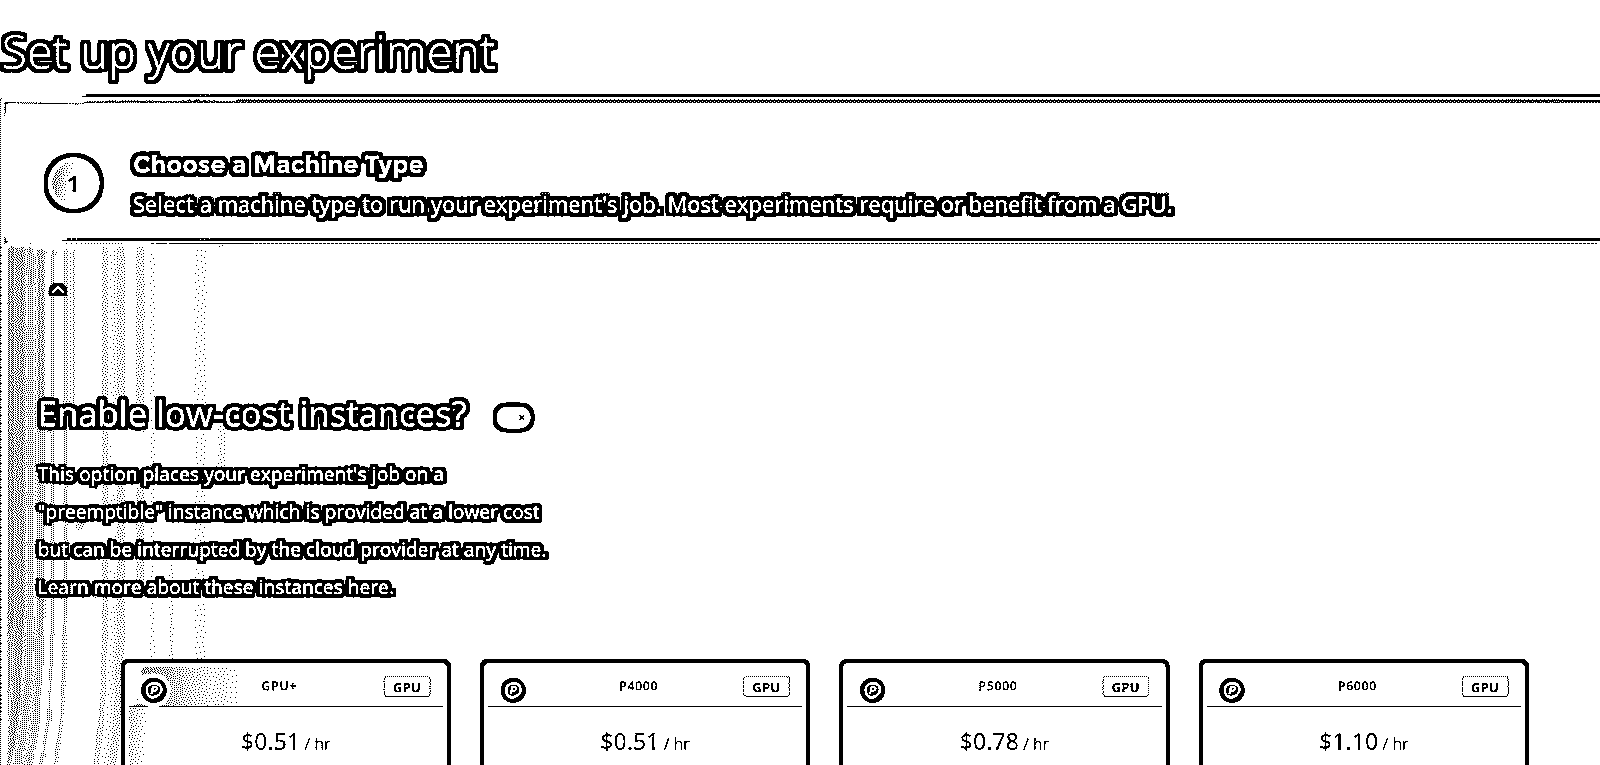 Set up your experiment
1
Choose a Machine Type
Select a machine type to run your experiment's job. Most experiments require or benefit from a GPU.
Enable low-cost instances?
This option places your experiment's job on a
"preemptible" instance which is provided at a lower cost
but can be interrupted by the cloud provider at any time.
Learn more about these instances here.
P GPU+ GPU
$0.51 / hr
P P4000 GPU
$0.51 / hr
P P5000 GPU
$0.78 / hr
P P6000 GPU
$1.10 / hr